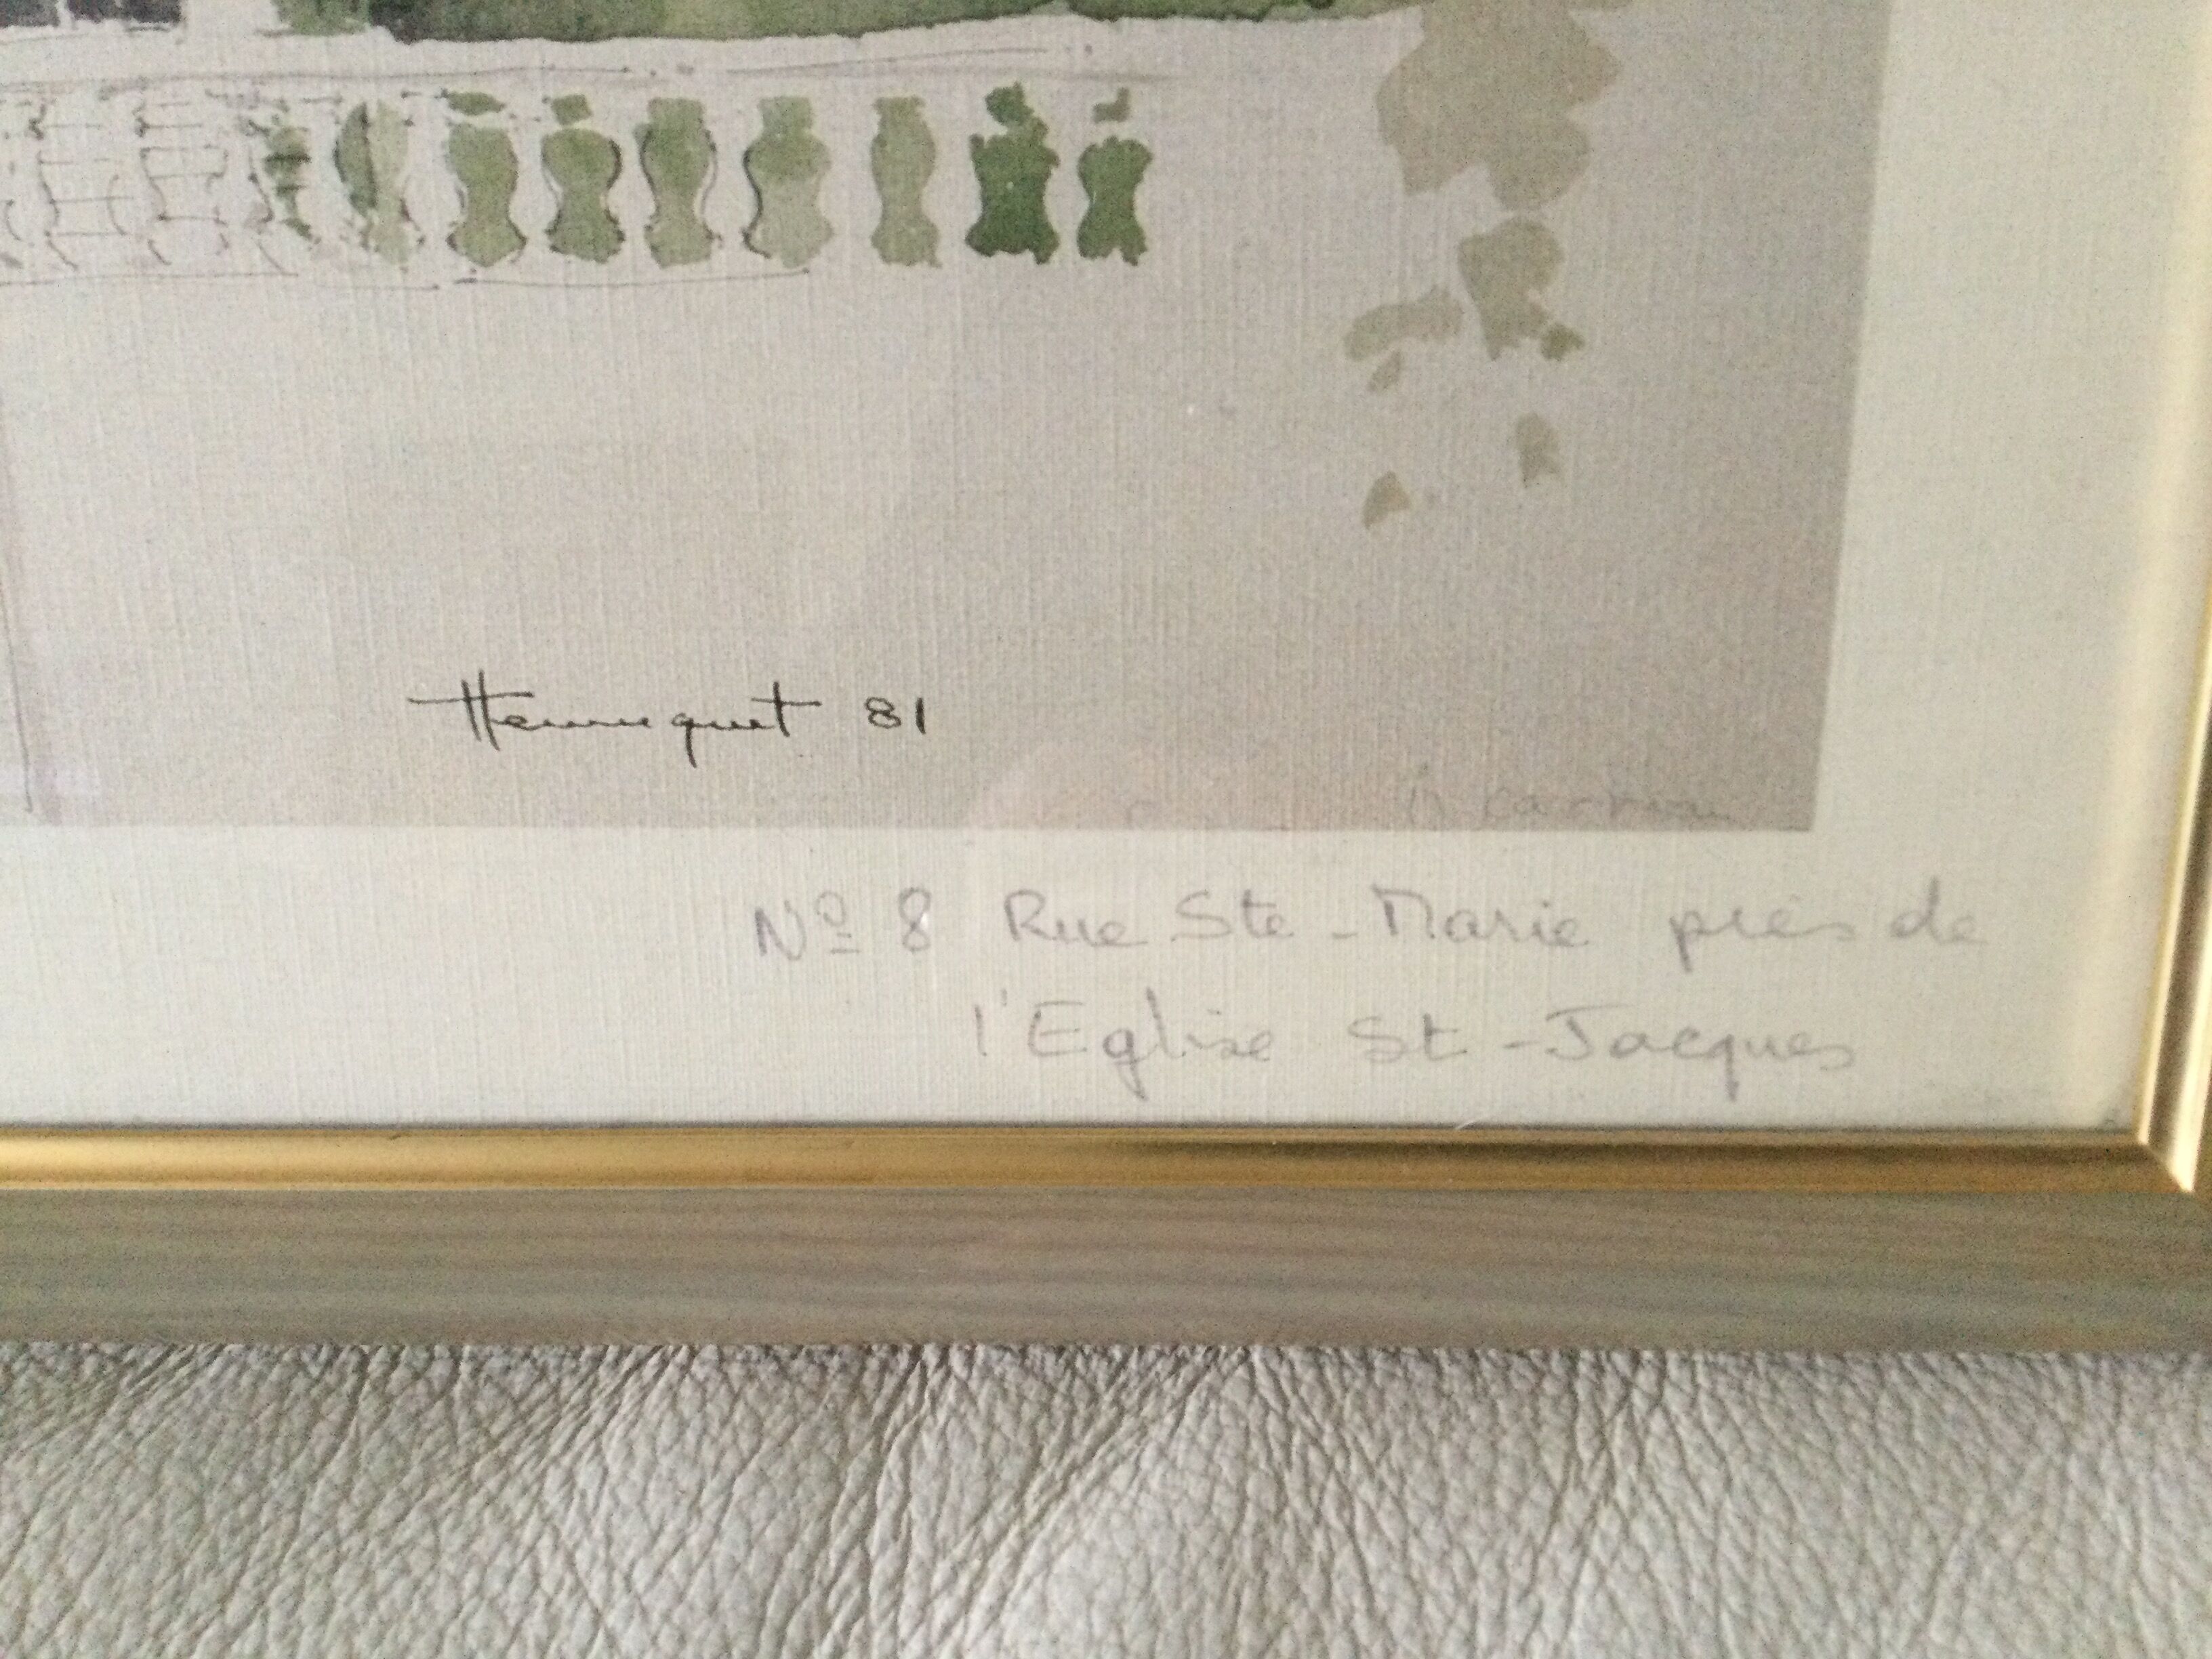 Hennequet 81
Nº 8 Rue Ste-Marie près de
l'Eglise St-Jacques